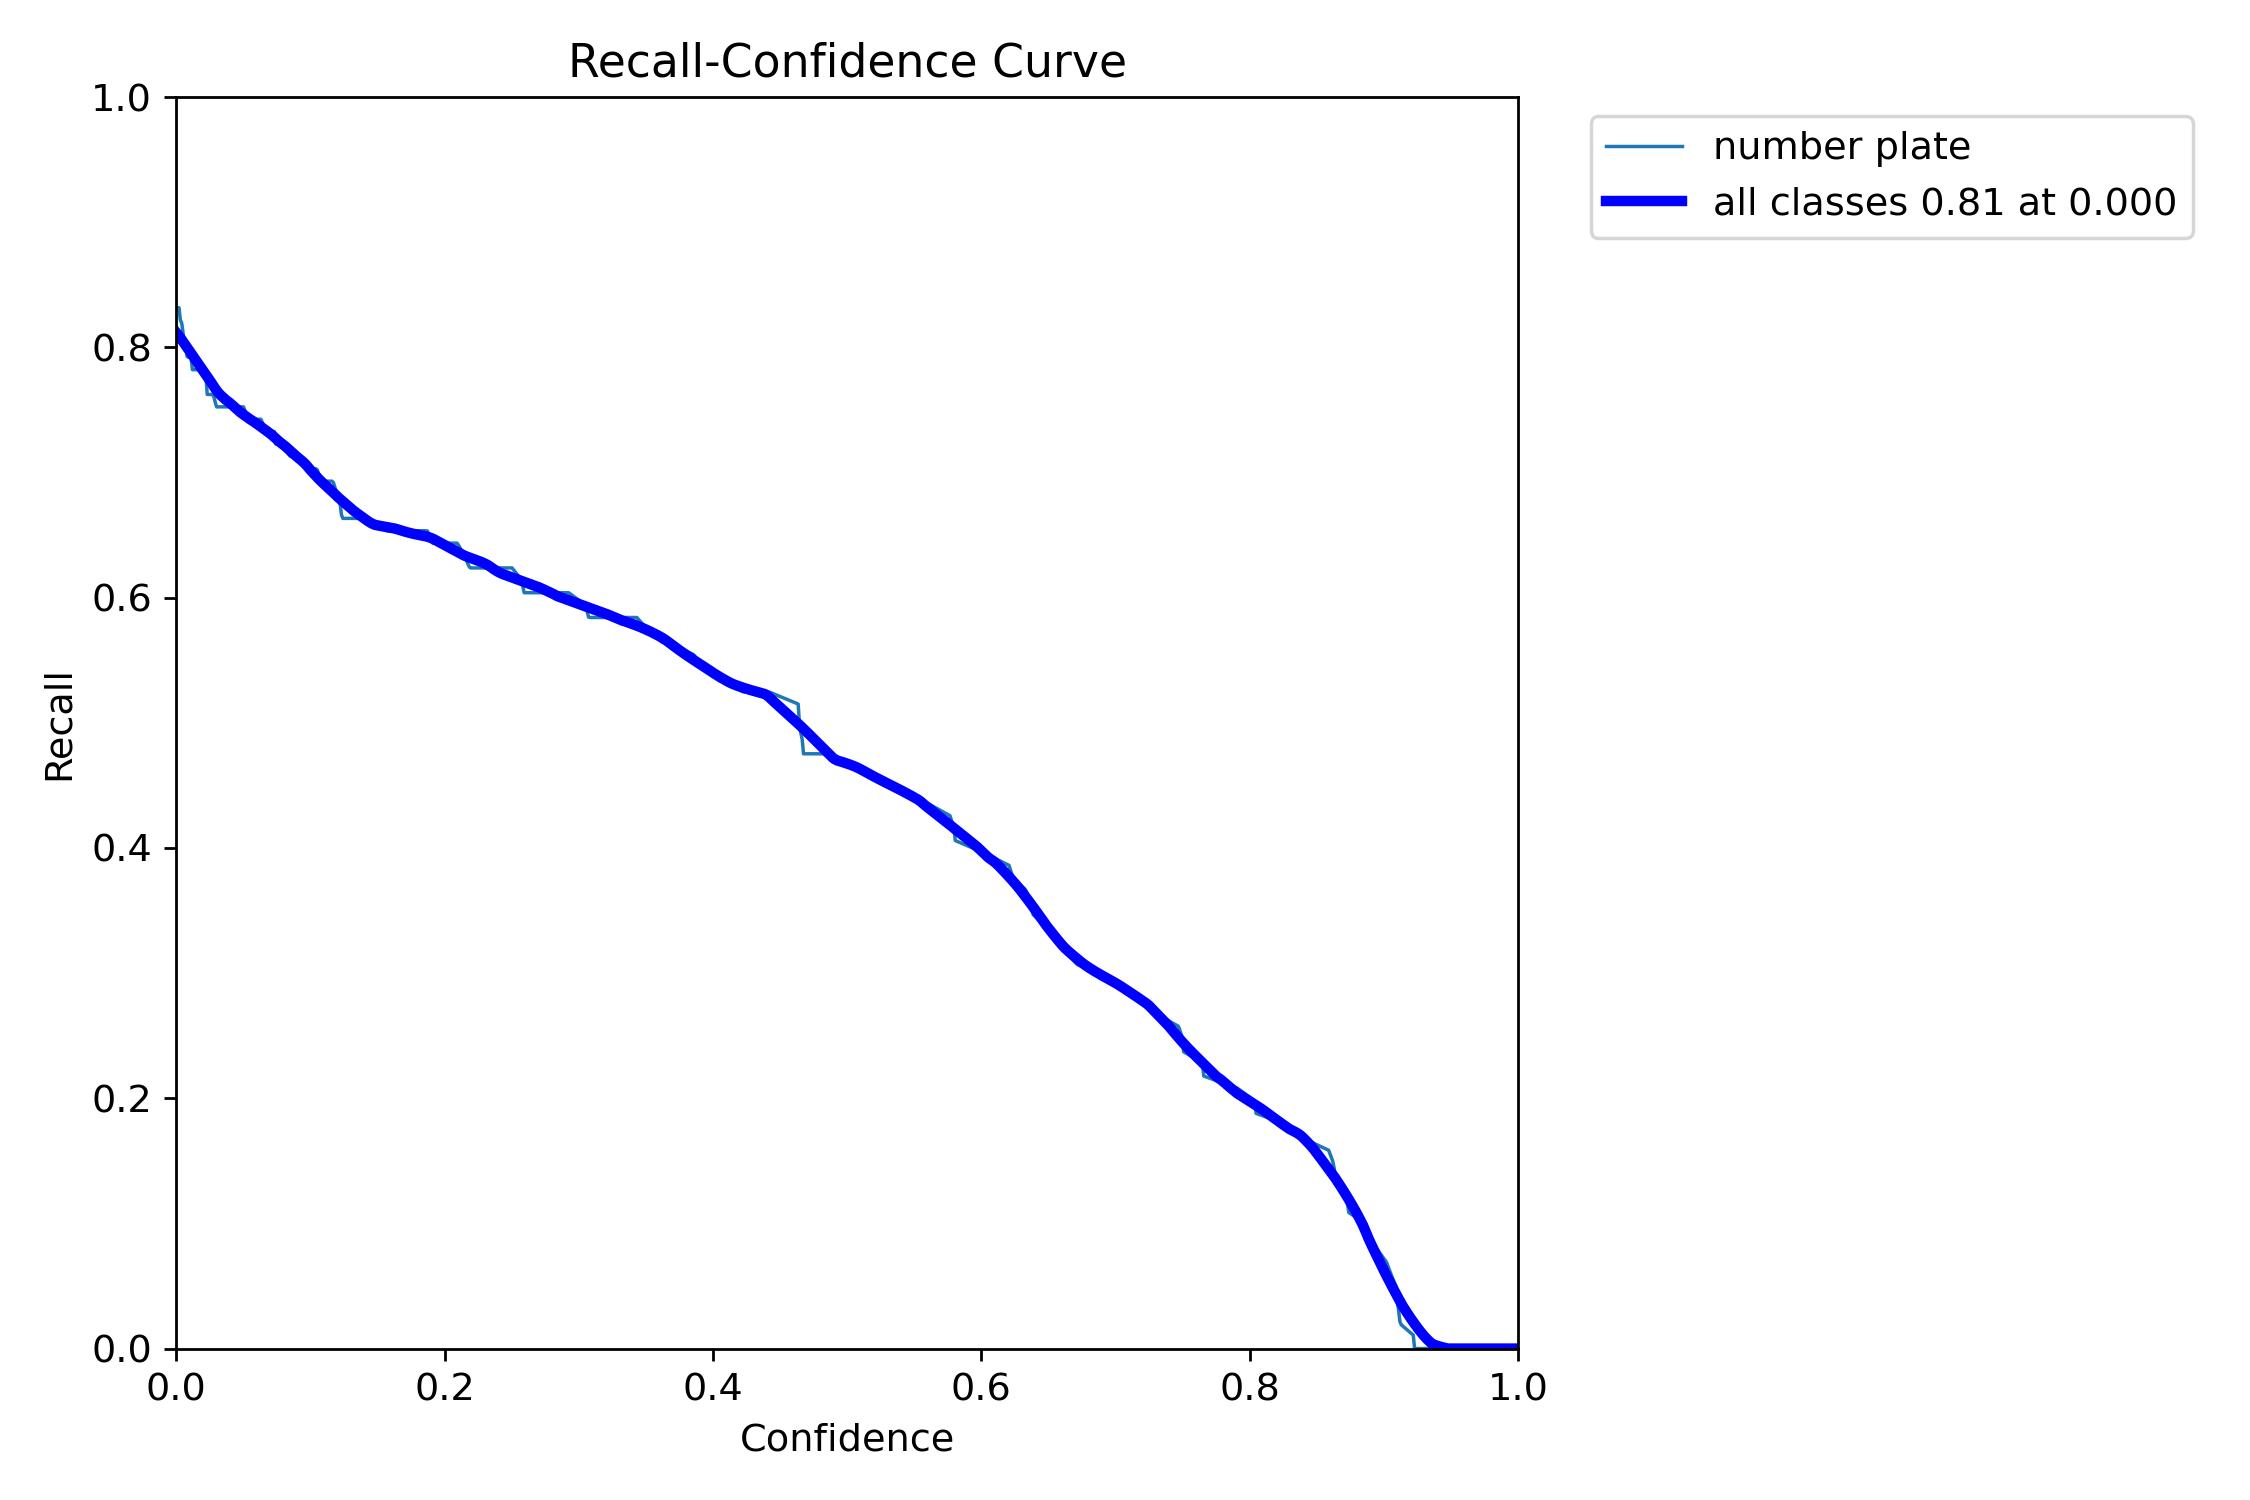 Recall-Confidence Curve
number plate
all classes 0.81 at 0.000
1.0
0.8
0.6
0.4
0.2
0.0
Recall
0.0 0.2 0.4 0.6 0.8 1.0
Confidence